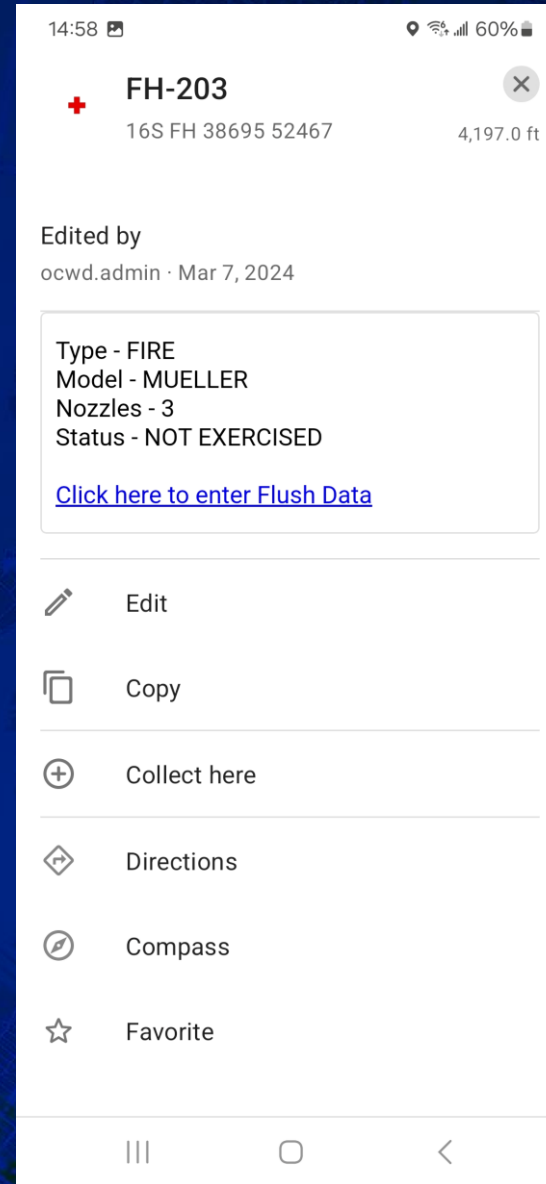 14:58 60%
FH-203
16S FH 38695 52467 4,197.0 ft
Edited by
ocwd.admin · Mar 7, 2024
Type - FIRE
Model - MUELLER
Nozzles - 3
Status - NOT EXERCISED
Click here to enter Flush Data
Edit
Copy
Collect here
Directions
Compass
Favorite